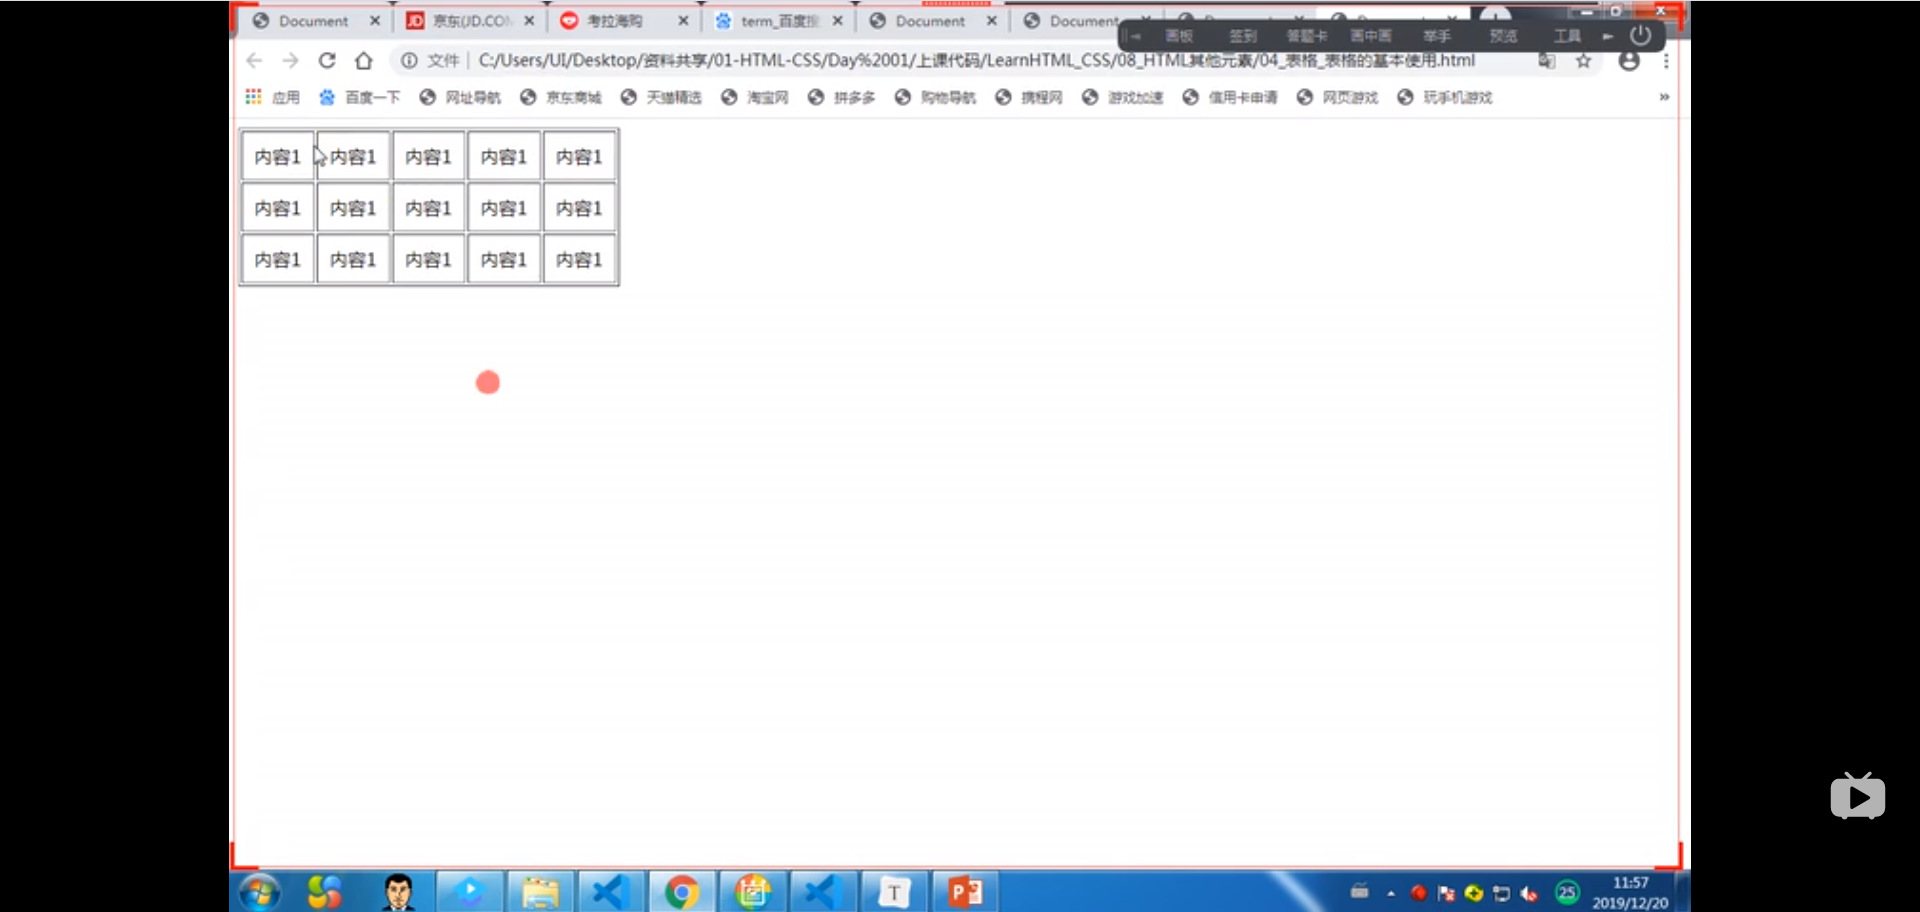 Document 京东(JD.COM 考拉海购 term_百度搜 Document Document
画板 签到 答题卡 画中画 举手 预览 工具
文件 C:/Users/UI/Desktop/资料共享/01-HTML-CSS/Day%2001/上课代码/LearnHTML_CSS/08_HTML其他元素/04_表格_表格的基本使用.html
应用 百度一下 网址导航 京东商城 天猫精选 淘宝网 拼多多 购物导航 携程网 游戏加速 信用卡申请 网页游戏 玩手机游戏 »
内容1 内容1 内容1 内容1 内容1
内容1 内容1 内容1 内容1 内容1
内容1 内容1 内容1 内容1 内容1
T P 25 11:57
2019/12/20